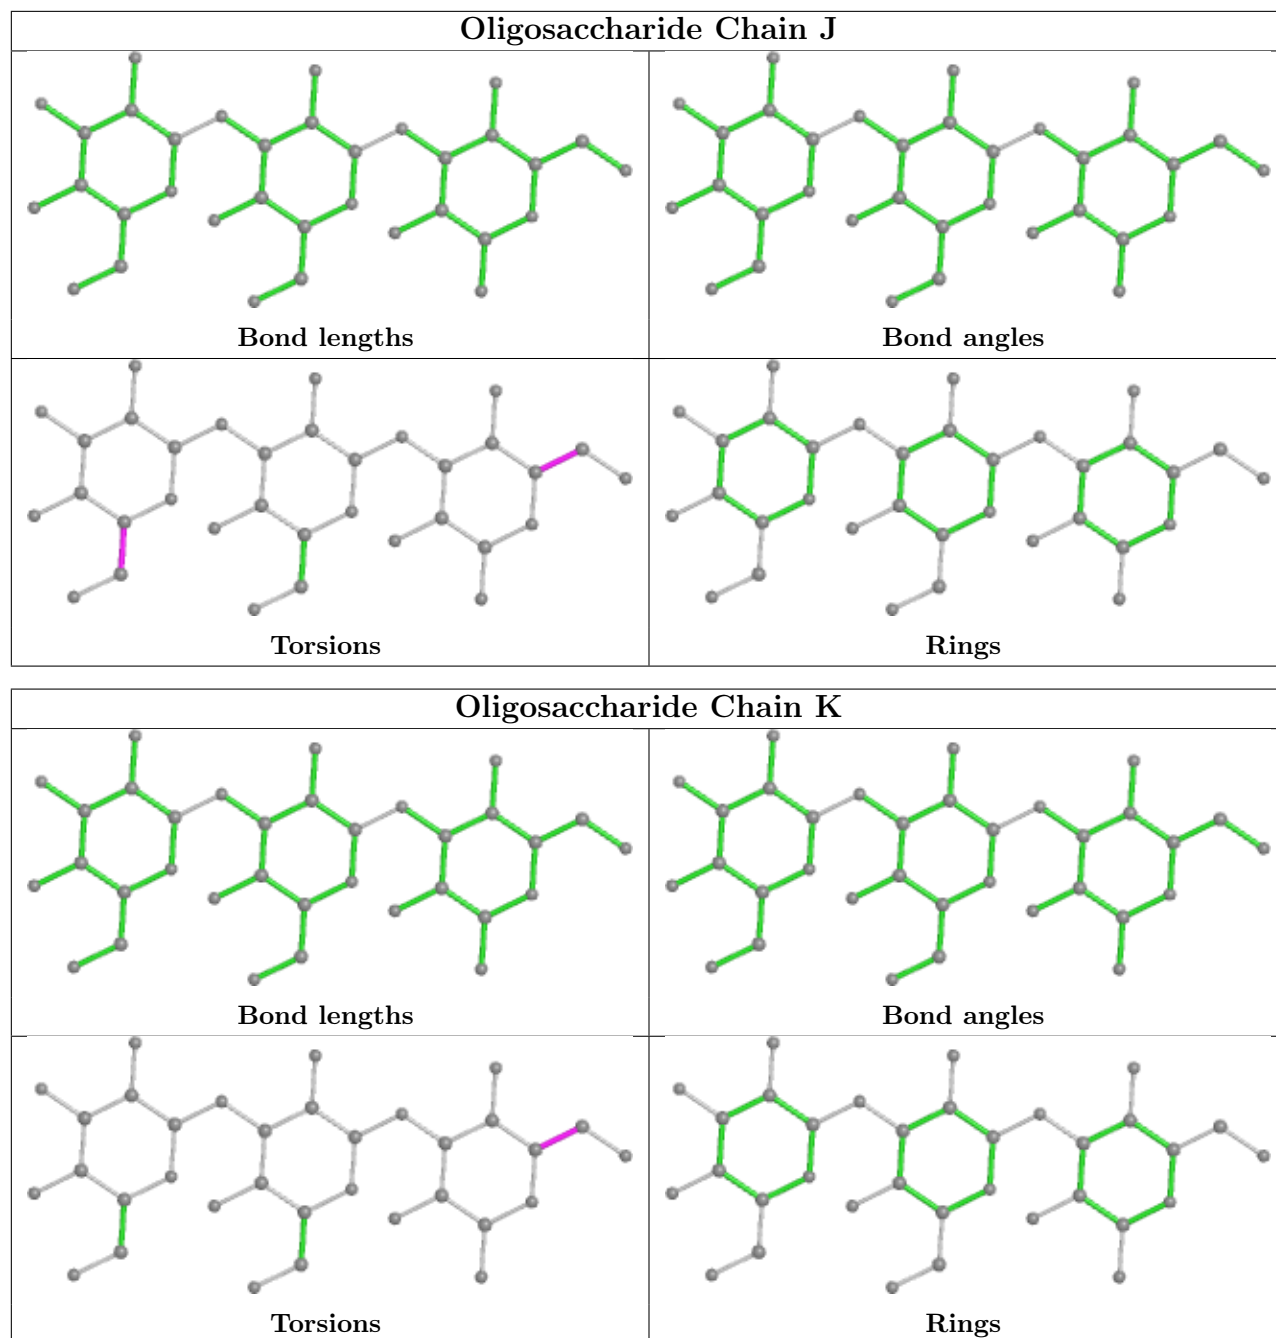 Oligosaccharide Chain J
Bond lengths
Bond angles
Torsions
Rings
Oligosaccharide Chain K
Bond lengths
Bond angles
Torsions
Rings